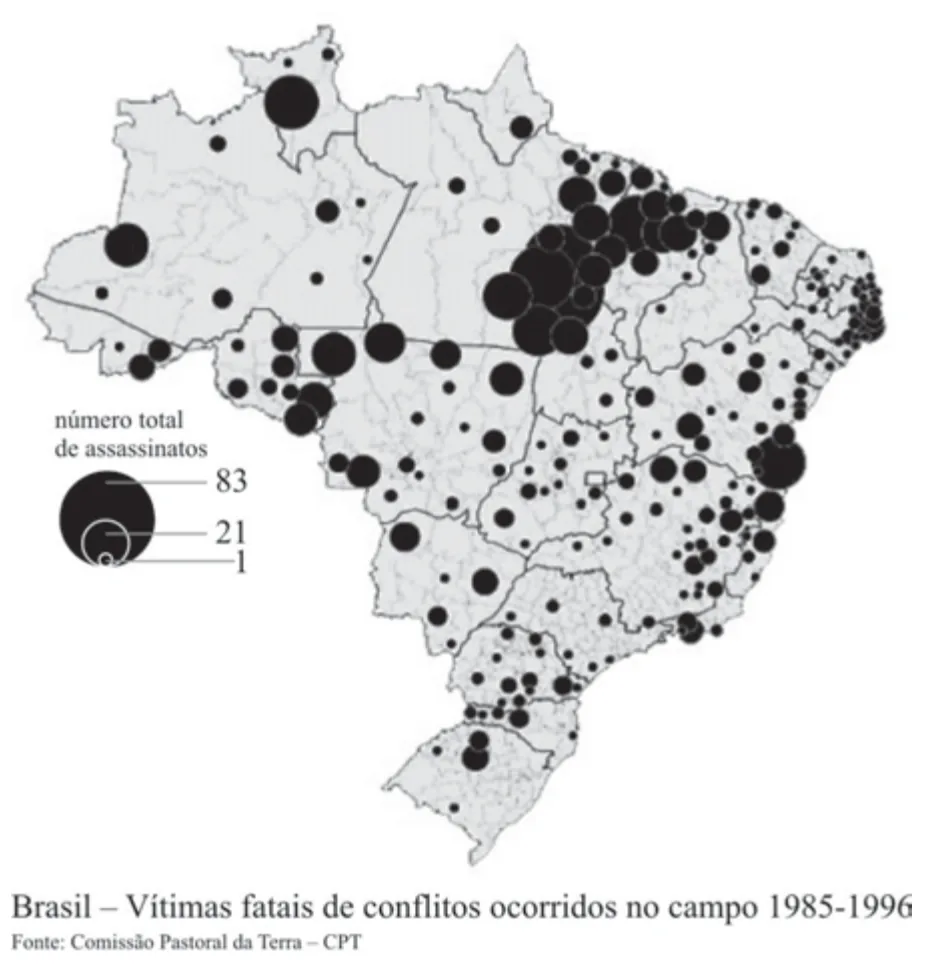 número total
de assassinatos
83
21
1
Brasil – Vítimas fatais de conflitos ocorridos no campo 1985-1996
Fonte: Comissão Pastoral da Terra – CPT